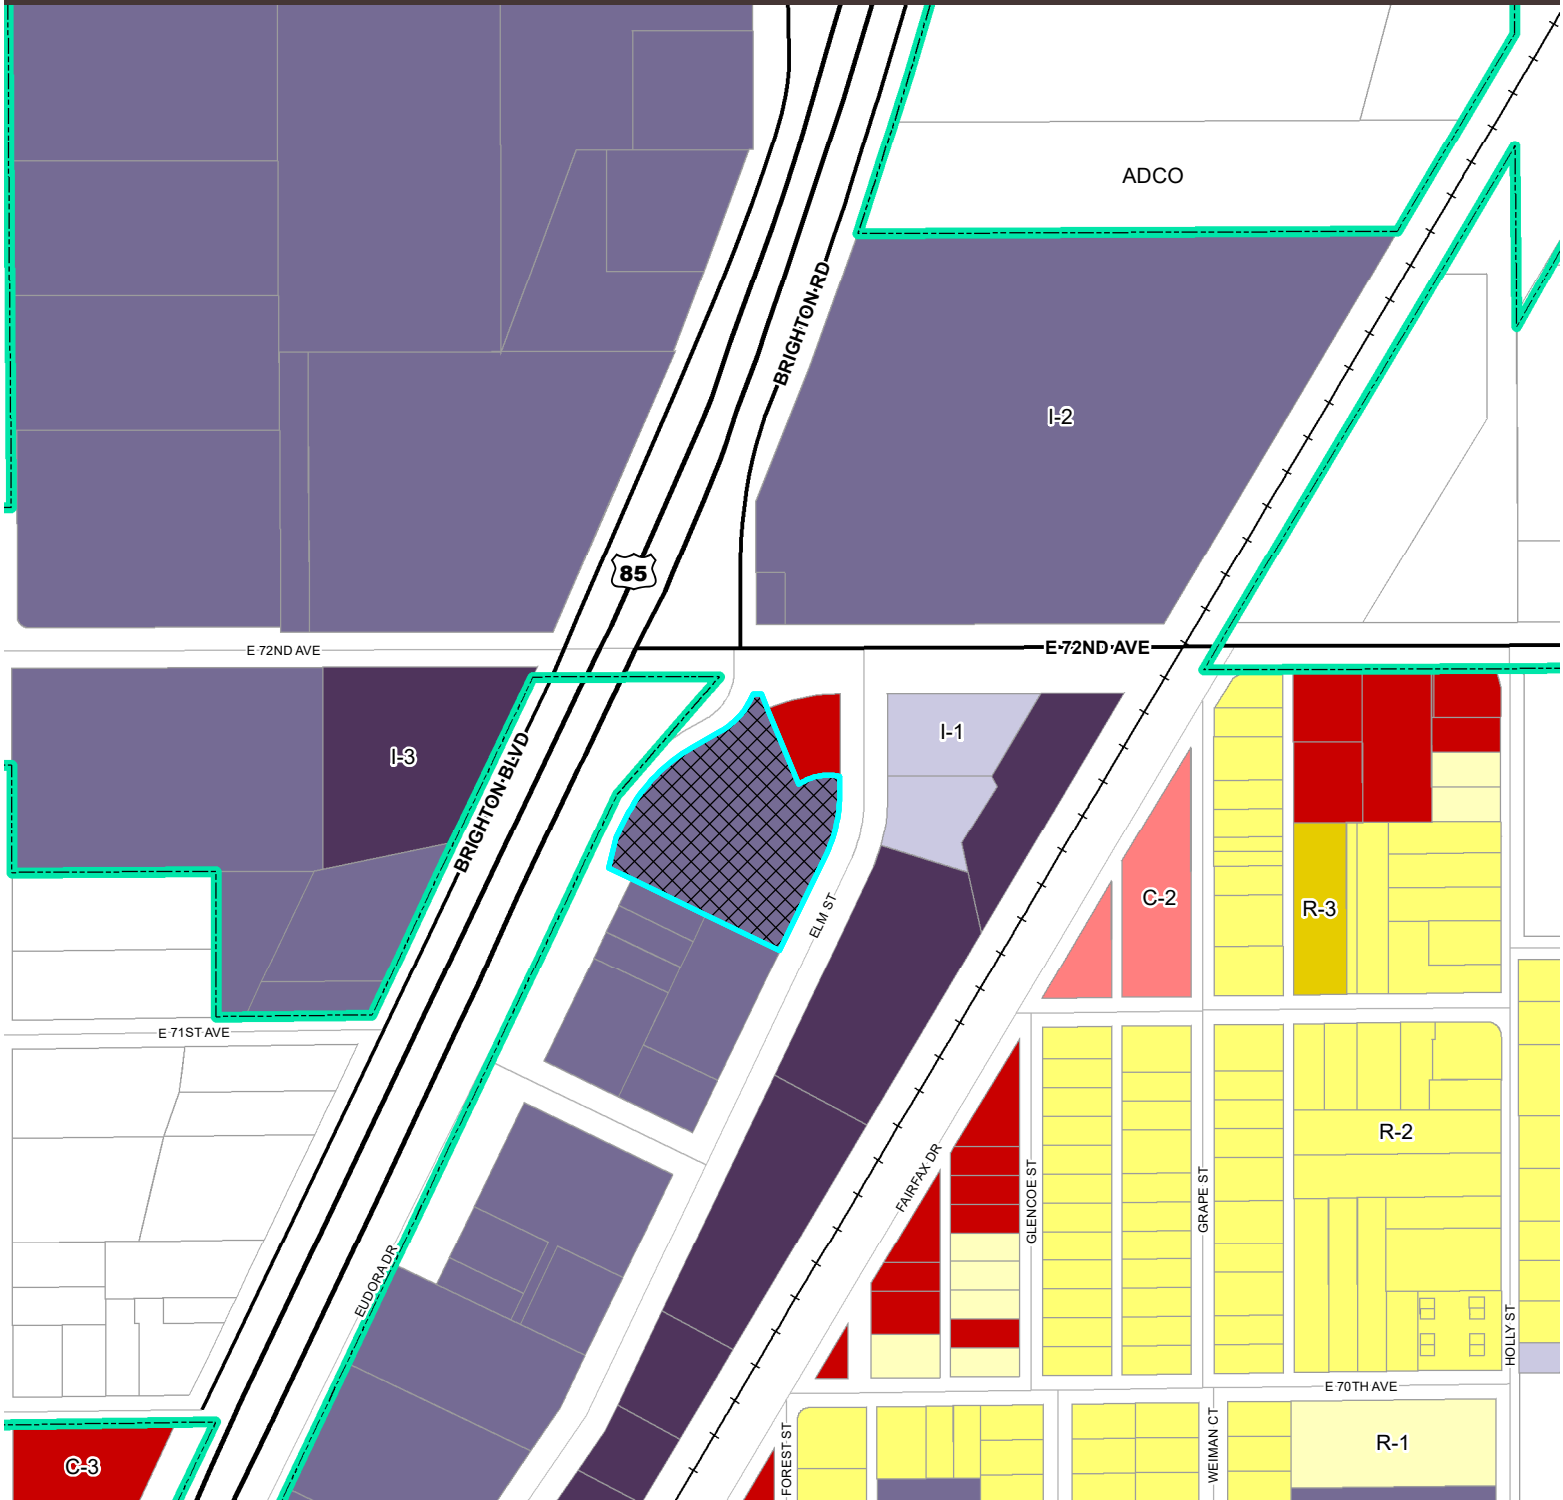 ADCO
BRIGHTON RD
I-2
85
E 72ND AVE
E 72ND AVE
I-1
I-3
BRIGHTON BLVD
C-2
R-3
ELM ST
E 71ST AVE
R-2
FAIRFAX DR
GLENCOE ST
GRAPE ST
EUDORA DR
HOLLY ST
E 70TH AVE
FOREST ST
WEIMAN CT
R-1
C-3